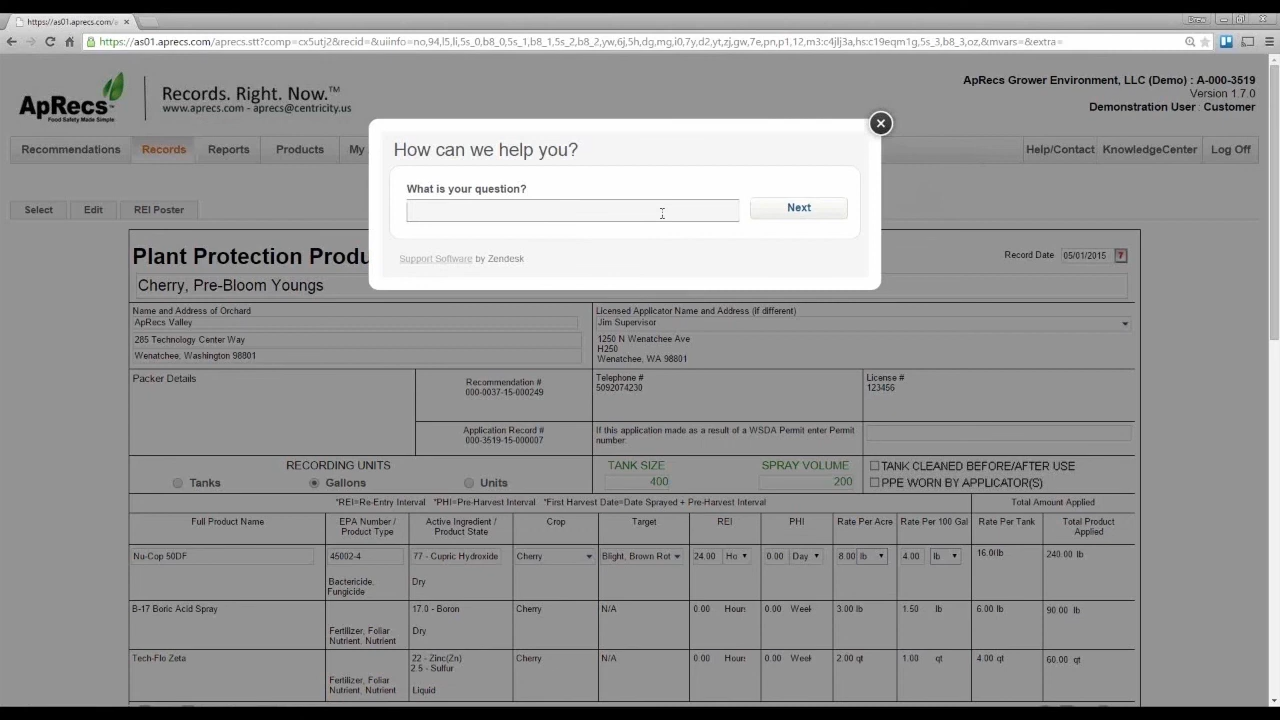 https://as01.aprecs.com/a
Drew
https://as01.aprecs.com/aprecs.stt?comp=cx5utj2&recid=&uiinfo=no,94,l5,li,5s_0,b8_0,5s_1,b8_1,5s_2,b8_2,yw,6j,5h,dg,mg,i0,7y,d2,yt,zj,gw,7e,pn,p1,12,m3:c4jlj3a,hs:c19eqm1g,5s_3,b8_3,oz,&mvars=&extra=
ApRecs
Food Safety Made Simple
Records. Right. Now.™
www.aprecs.com - aprecs@centricity.us
ApRecs Grower Environment, LLC (Demo) : A-000-3519
Version 1.7.0
Demonstration User : Customer
Recommendations Records Reports Products My Help/Contact KnowledgeCenter Log Off
How can we help you?
What is your question?
Next
Support Software by Zendesk
Select Edit REI Poster
Plant Protection Produ
Record Date 05/01/2015
Cherry, Pre-Bloom Youngs
Name and Address of Orchard
ApRecs Valley
285 Technology Center Way
Wenatchee, Washington 98801
Licensed Applicator Name and Address (if different)
Jim Supervisor
1250 N Wenatchee Ave
H250
Wenatchee, WA 98801
Packer Details
Recommendation #
000-0037-15-000249
Telephone #
5092074230
License #
123456
Application Record #
000-3519-15-000007
If this application made as a result of a WSDA Permit enter Permit
number:
RECORDING UNITS
Tanks Gallons Units
TANK SIZE
400
SPRAY VOLUME
200
TANK CLEANED BEFORE/AFTER USE
PPE WORN BY APPLICATOR(S)
*REI=Re-Entry Interval *PHI=Pre-Harvest Interval *First Harvest Date=Date Sprayed + Pre-Harvest Interval
Total Amount Applied
Full Product Name
EPA Number /
Product Type
Active Ingredient /
Product State
Crop
Target
REI
PHI
Rate Per Acre
Rate Per 100 Gal
Rate Per Tank
Total Product
Applied
Nu-Cop 50DF 45002-4 77 - Cupric Hydroxide Cherry Blight, Brown Rot 24.00 Ho 0.00 Day 8.00 lb 4.00 lb 16.00 lb 240.00 lb
Bactericide,
Fungicide
Dry
B-17 Boric Acid Spray 17.0 - Boron Cherry N/A 0.00 Hours 0.00 Week 3.00 lb 1.50 lb 6.00 lb 90.00 lb
Fertilizer, Foliar
Nutrient, Nutrient
Dry
Tech-Flo Zeta 22 - Zinc(Zn) Cherry N/A 0.00 Hours 0.00 Week 2.00 qt 1.00 qt 4.00 qt 60.00 qt
2.5 - Sulfur
Fertilizer, Foliar
Nutrient, Nutrient
Liquid